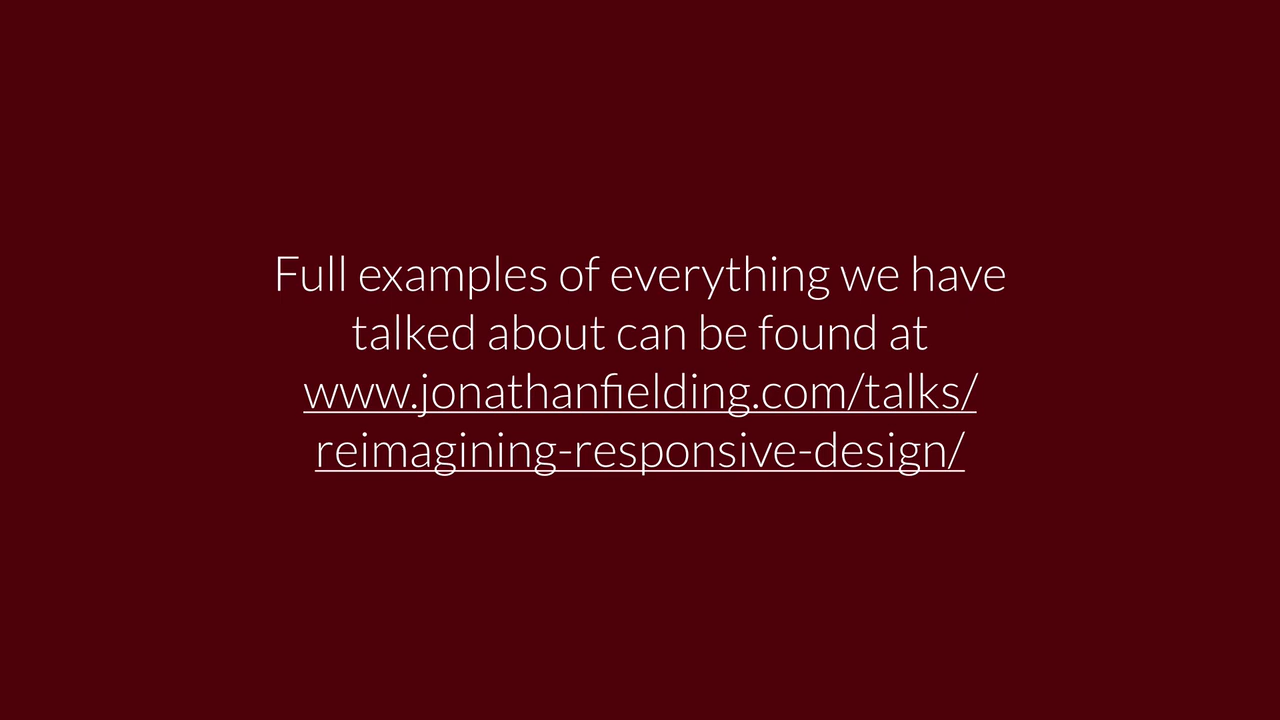 Full examples of everything we have
talked about can be found at
www.jonathanfielding.com/talks/
reimagining-responsive-design/